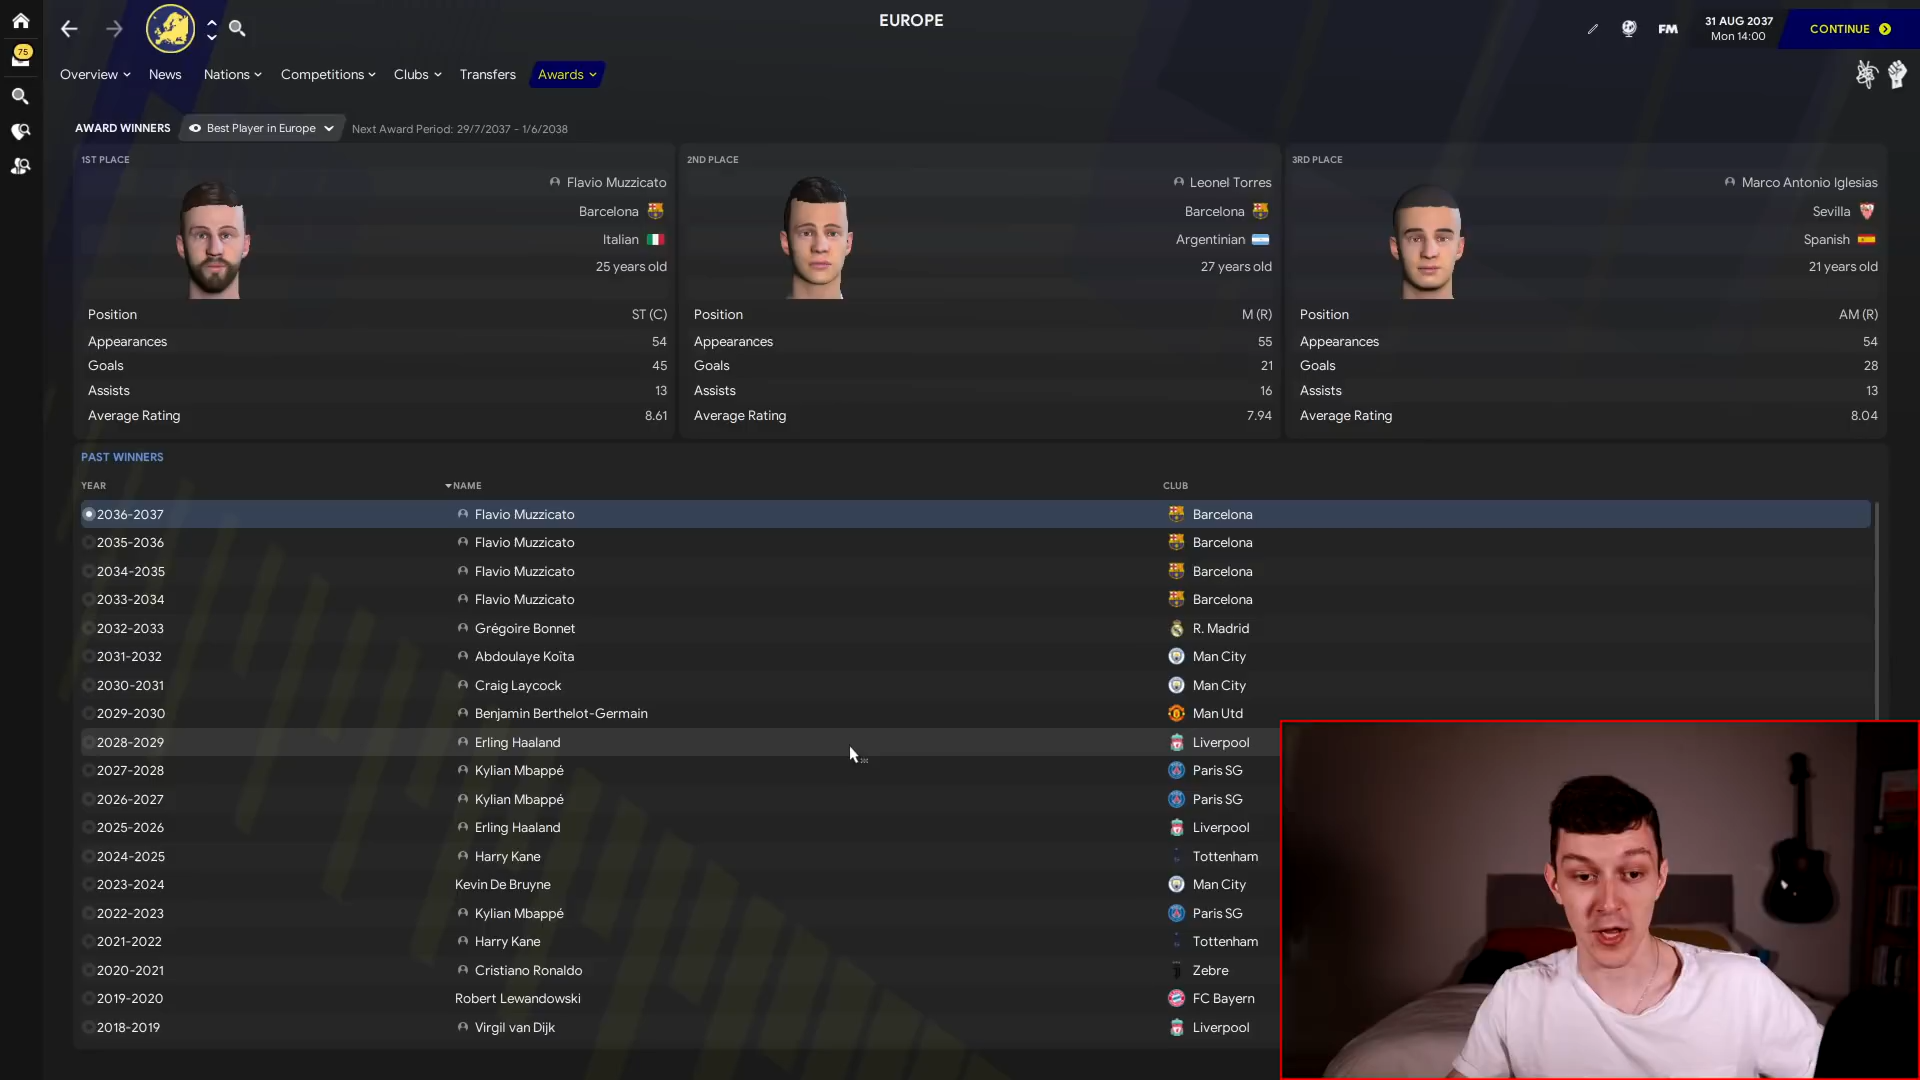 EUROPE
31 AUG 2037
Mon 14:00
FM
CONTINUE
75
Overview News Nations Competitions Clubs Transfers Awards
AWARD WINNERS Best Player in Europe Next Award Period: 29/7/2037 - 1/6/2038
1ST PLACE
Flavio Muzzicato
Barcelona
Italian
25 years old
Position ST (C)
Appearances 54
Goals 45
Assists 13
Average Rating 8.61
2ND PLACE
Leonel Torres
Barcelona
Argentinian
27 years old
Position M (R)
Appearances 55
Goals 21
Assists 16
Average Rating 7.94
3RD PLACE
Marco Antonio Iglesias
Sevilla
Spanish
21 years old
Position AM (R)
Appearances 54
Goals 28
Assists 13
Average Rating 8.04
PAST WINNERS
YEAR NAME CLUB
2036-2037 Flavio Muzzicato Barcelona
2035-2036 Flavio Muzzicato Barcelona
2034-2035 Flavio Muzzicato Barcelona
2033-2034 Flavio Muzzicato Barcelona
2032-2033 Grégoire Bonnet R. Madrid
2031-2032 Abdoulaye Koïta Man City
2030-2031 Craig Laycock Man City
2029-2030 Benjamin Berthelot-Germain Man Utd
2028-2029 Erling Haaland Liverpool
2027-2028 Kylian Mbappé Paris SG
2026-2027 Kylian Mbappé Paris SG
2025-2026 Erling Haaland Liverpool
2024-2025 Harry Kane Tottenham
2023-2024 Kevin De Bruyne Man City
2022-2023 Kylian Mbappé Paris SG
2021-2022 Harry Kane Tottenham
2020-2021 Cristiano Ronaldo Zebre
2019-2020 Robert Lewandowski FC Bayern
2018-2019 Virgil van Dijk Liverpool